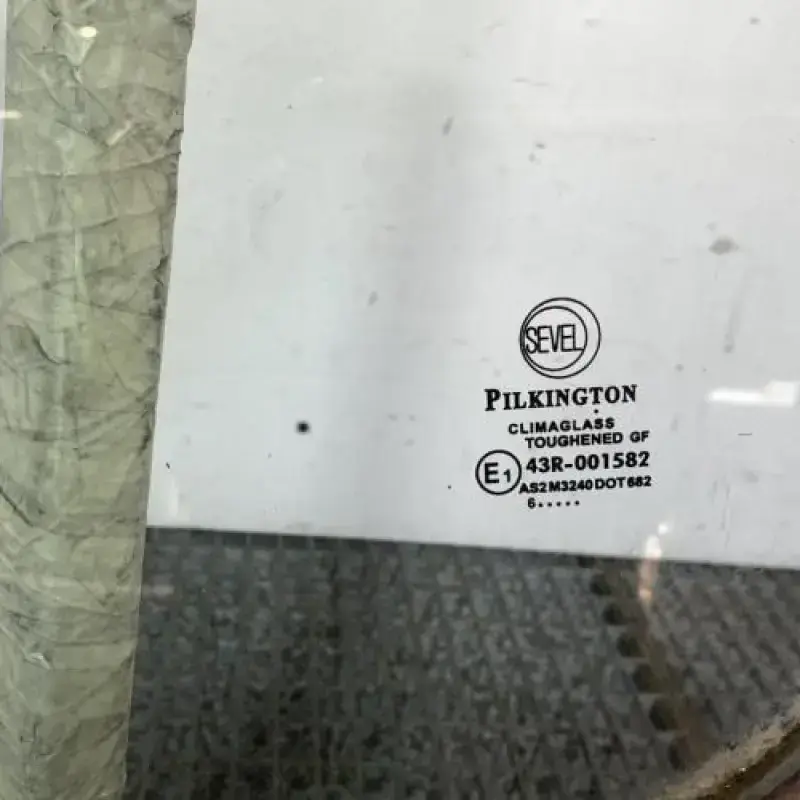 SEVEL
PILKINGTON
CLIMAGLASS
TOUGHENED GF
E1 43R-001582
AS2 M3240 DOT 682
6.....